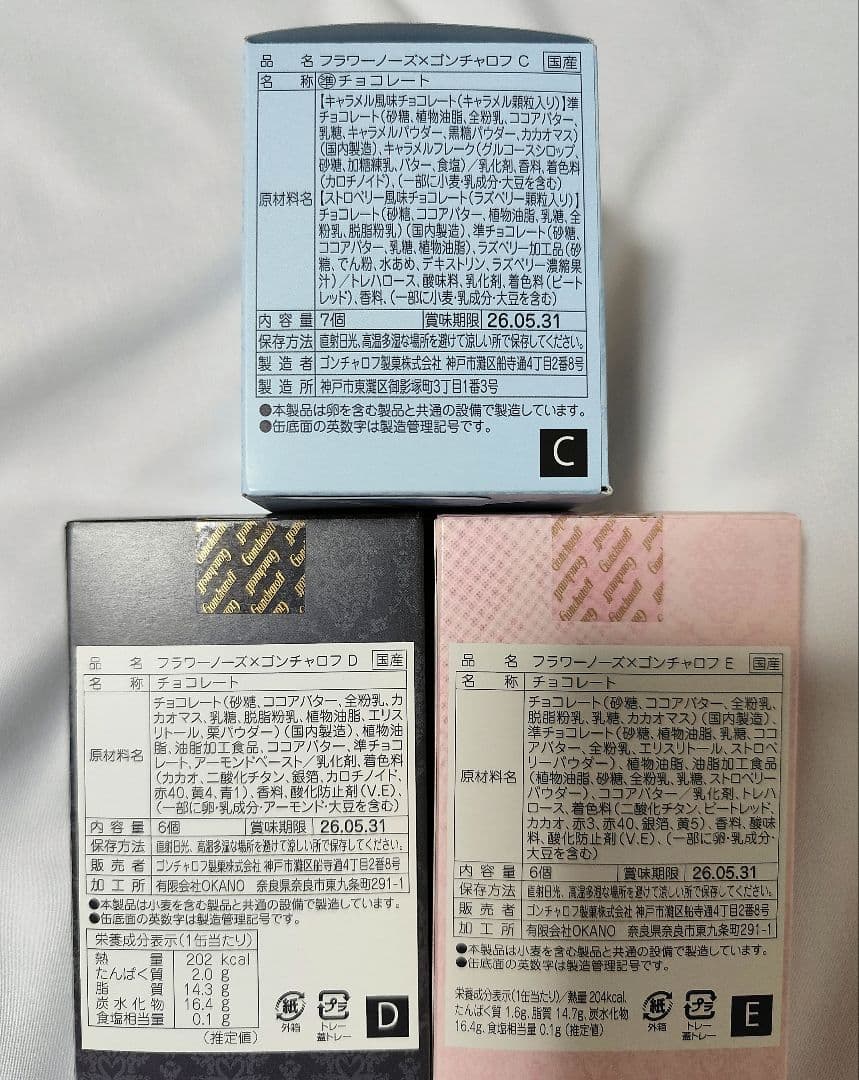 品名 フラワーノーズ×ゴンチャロフ C 国産
名称 準チョコレート
原材料名 【キャラメル風味チョコレート(キャラメル顆粒入り)】準
チョコレート(砂糖、植物油脂、全粉乳、ココアバター、
乳糖、キャラメルパウダー、黒糖パウダー、カカオマス)
(国内製造)、キャラメルフレーク(グルコースシロップ、
砂糖、加糖練乳、バター、食塩)/乳化剤、香料、着色料
(カロチノイド)、(一部に小麦・乳成分・大豆を含む)
【ストロベリー風味チョコレート(ラズベリー顆粒入り)】
チョコレート(砂糖、ココアバター、植物油脂、乳糖、全
粉乳、脱脂粉乳)(国内製造)、準チョコレート(砂糖、
ココアバター、乳糖、植物油脂)、ラズベリー加工品(砂
糖、でん粉、水あめ、デキストリン、ラズベリー濃縮果
汁)/トレハロース、酸味料、乳化剤、着色料(ビート
レッド)、香料、(一部に小麦・乳成分・大豆を含む)
内容量 7個 賞味期限 26.05.31
保存方法 直射日光、高温多湿な場所を避けて涼しい所で保存してください。
製造者 ゴンチャロフ製菓株式会社 神戸市灘区船寺通4丁目2番8号
製造所 神戸市東灘区御影塚町3丁目1番3号
●本製品は卵を含む製品と共通の設備で製造しています。
●缶底面の英数字は製造管理記号です。
C
Goncharoff
品名 フラワーノーズ×ゴンチャロフ D 国産
名称 チョコレート
原材料名 チョコレート(砂糖、ココアバター、全粉乳、カ
カオマス、乳糖、脱脂粉乳、植物油脂、エリス
リトール、栗パウダー)(国内製造)、植物油
脂、油脂加工食品、ココアバター、準チョコ
レート、アーモンドペースト/乳化剤、着色料
(カカオ、二酸化チタン、銀箔、カロチノイド、
赤40、黄4、青1)、香料、酸化防止剤(V.E)、
(一部に卵・乳成分・アーモンド・大豆を含む)
内容量 6個 賞味期限 26.05.31
保存方法 直射日光、高温多湿な場所を避けて涼しい所で保存してください。
販売者 ゴンチャロフ製菓株式会社 神戸市灘区船寺通4丁目2番8号
加工所 有限会社OKANO 奈良県奈良市東九条町291-1
●本製品は小麦を含む製品と共通の設備で製造しています。
●缶底面の英数字は製造管理記号です。
栄養成分表示(1缶当たり)
熱量 202 kcal
たんぱく質 2.0 g
脂質 14.3 g
炭水化物 16.4 g
食塩相当量 0.1 g
(推定値)
紙 外箱
プラ トレー 蓋トレー
D
Goncharoff
品名 フラワーノーズ×ゴンチャロフ E 国産
名称 チョコレート
原材料名 チョコレート(砂糖、ココアバター、全粉乳、
脱脂粉乳、乳糖、カカオマス)(国内製造)、
準チョコレート(砂糖、植物油脂、乳糖、ココ
アバター、全粉乳、エリスリトール、ストロベ
リーパウダー)、植物油脂、油脂加工食品
(植物油脂、砂糖、全粉乳、乳糖、ストロベリー
パウダー)、ココアバター/乳化剤、トレハ
ロース、着色料(二酸化チタン、ビートレッド、
カカオ、赤3、赤40、銀箔、黄5)、香料、酸味
料、酸化防止剤(V.E)、(一部に卵・乳成分・
大豆を含む)
内容量 6個 賞味期限 26.05.31
保存方法 直射日光、高温多湿な場所を避けて涼しい所で保存してください。
販売者 ゴンチャロフ製菓株式会社 神戸市灘区船寺通4丁目2番8号
加工所 有限会社OKANO 奈良県奈良市東九条町291-1
●本製品は小麦を含む製品と共通の設備で製造しています。
●缶底面の英数字は製造管理記号です。
栄養成分表示(1缶当たり)/熱量204kcal、
たんぱく質 1.6g、脂質 14.7g、炭水化物
16.4g、食塩相当量 0.1g(推定値)
紙 外箱
プラ トレー 蓋トレー
E